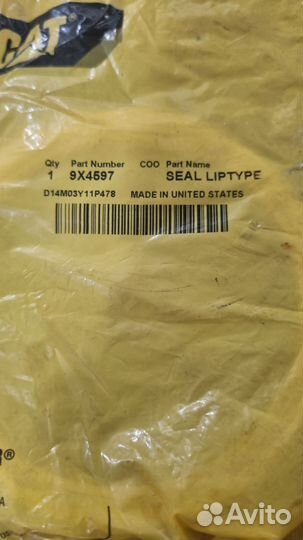 CAT®
Qty Part Number COO Part Name
1 9X4597 SEAL LIPTYPE
D14M03Y11P478 MADE IN UNITED STATES
®
A
Avito